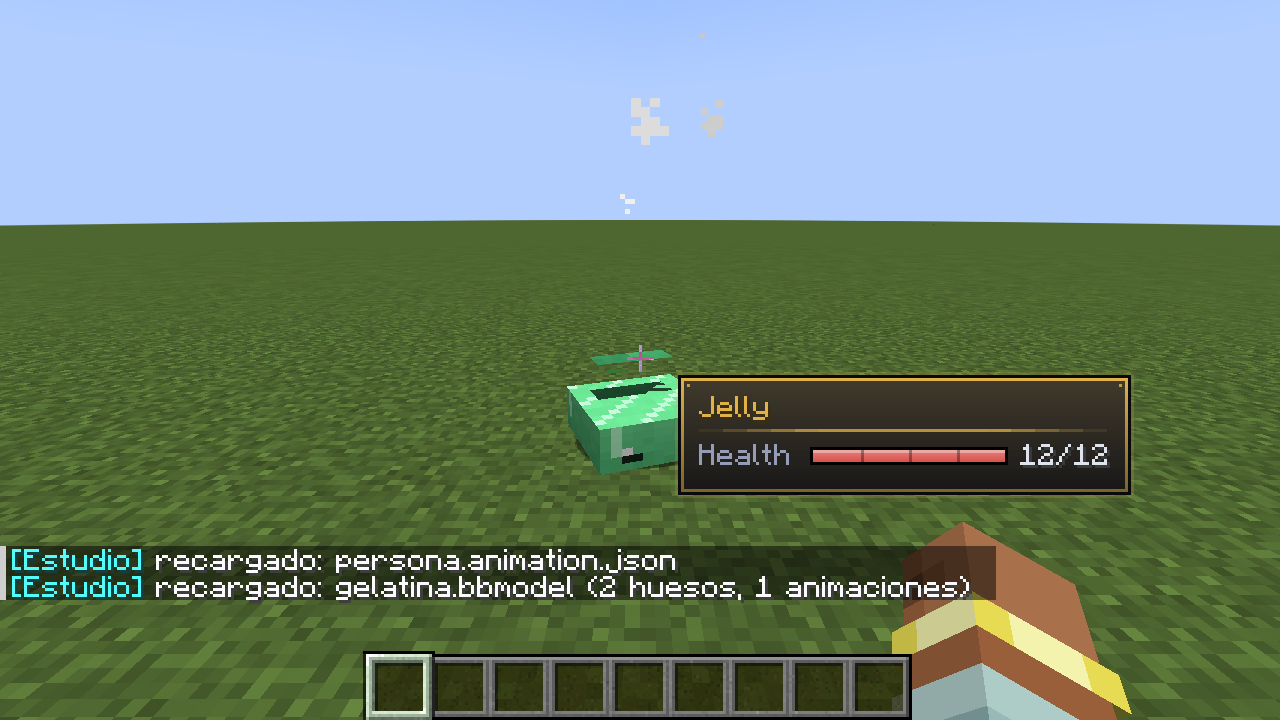 Jelly
Health 12/12
[Estudio] recargado: persona.animation.json
[Estudio] recargado: gelatina.bbmodel (2 huesos, 1 animaciones)